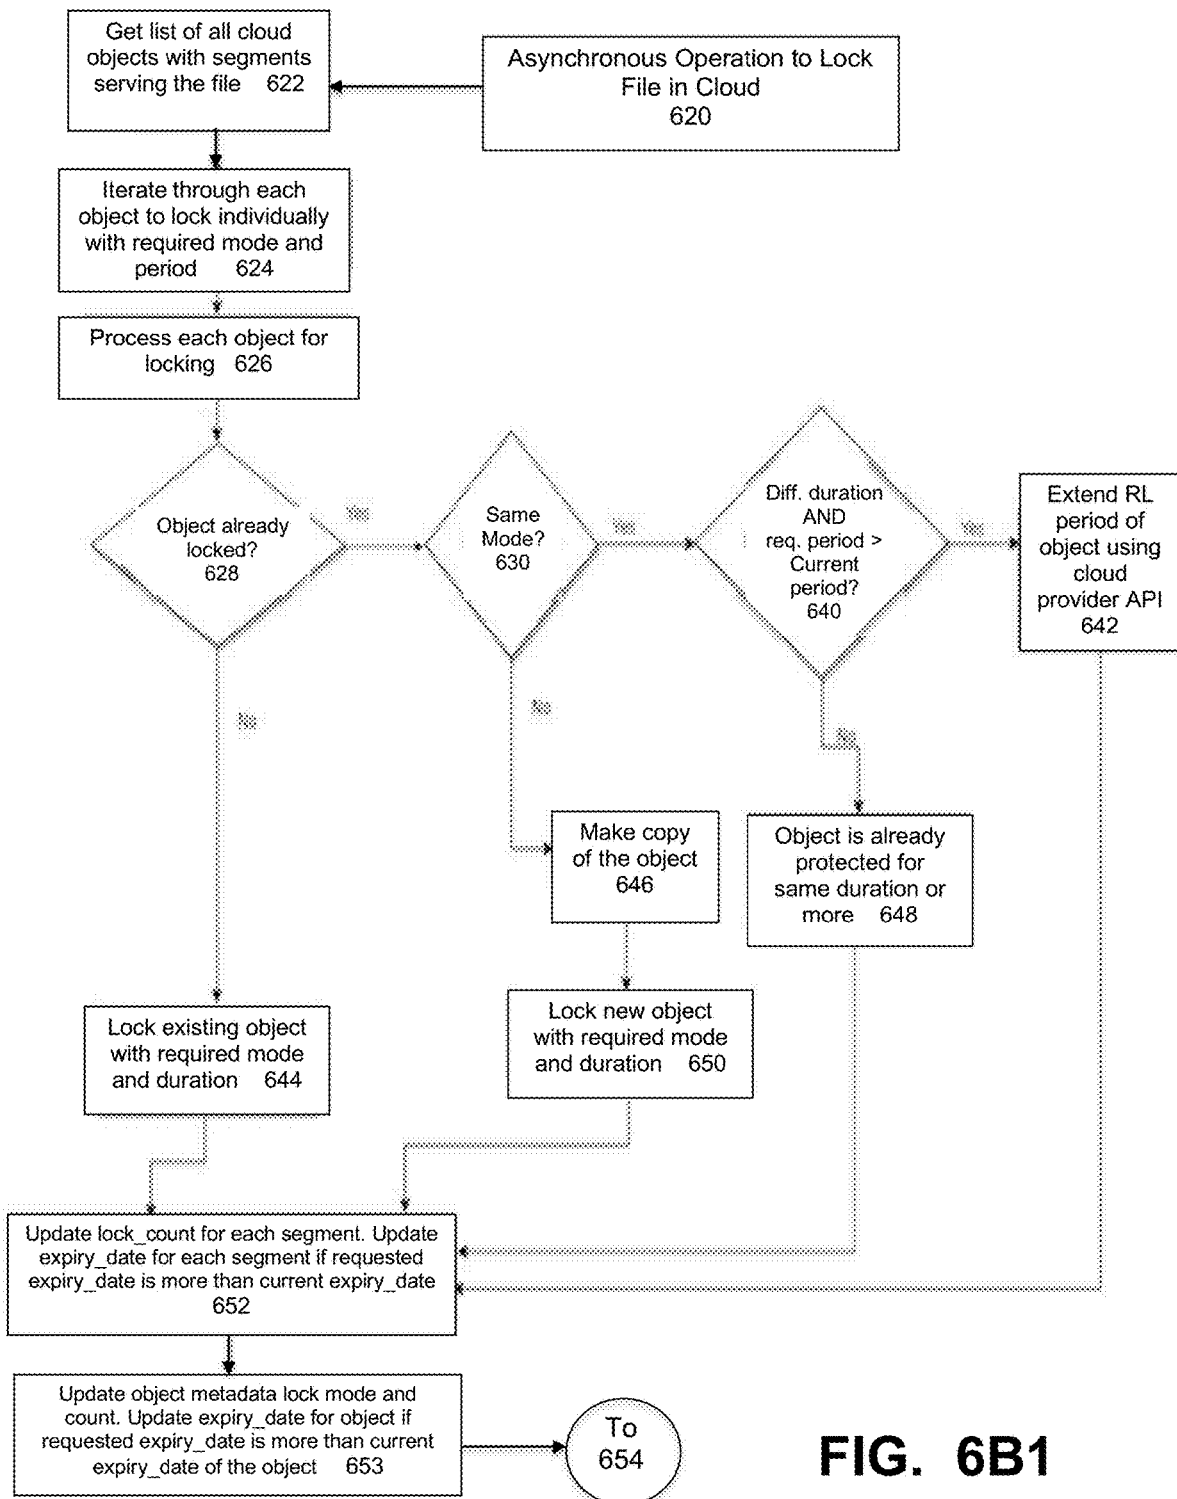 Get list of all cloud
objects with segments
serving the file 622
Asynchronous Operation to Lock
File in Cloud
620
Iterate through each
object to lock individually
with required mode and
period 624
Process each object for
locking 626
Object already
locked?
628
Yes
Same
Mode?
630
Yes
Diff. duration
AND
req. period >
Current
period?
640
Yes
Extend RL
period of
object using
cloud
provider API
642
No
No
No
Make copy
of the object
646
Object is already
protected for
same duration or
more 648
Lock existing object
with required mode
and duration 644
Lock new object
with required mode
and duration 650
Update lock_count for each segment. Update
expiry_date for each segment if requested
expiry_date is more than current expiry_date
652
Update object metadata lock mode and
count. Update expiry_date for object if
requested expiry_date is more than current
expiry_date of the object 653
To
654
FIG. 6B1